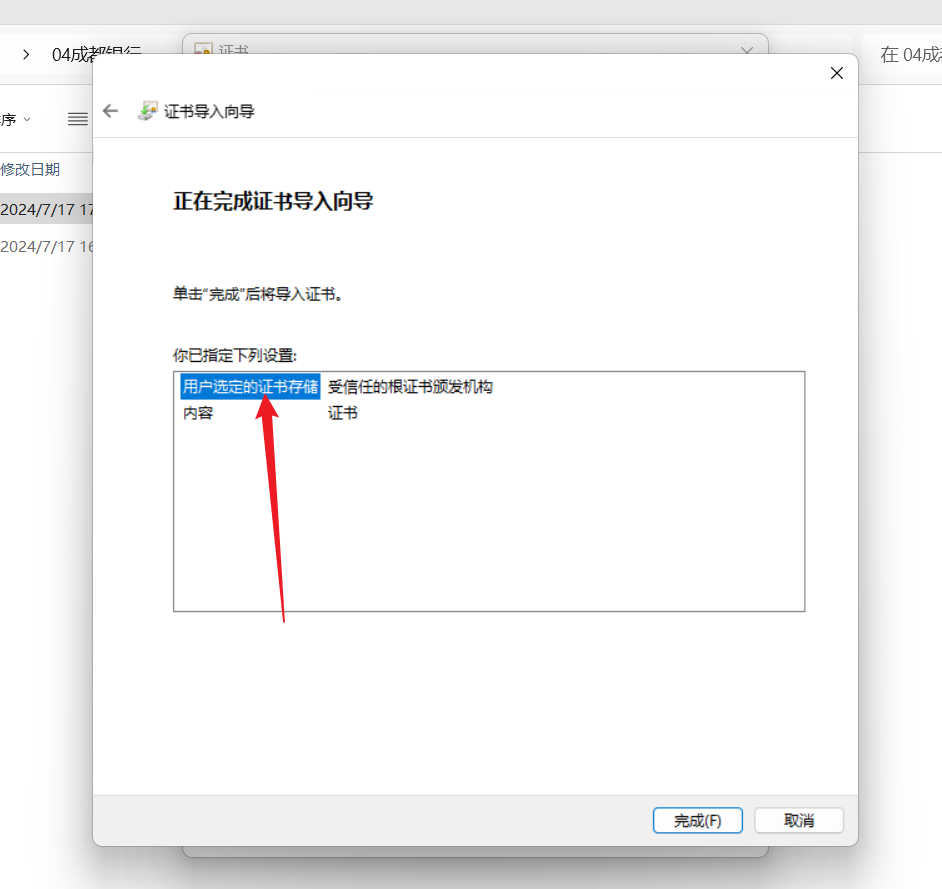 04成都银行
证书
在 04成
序
证书导入向导
修改日期
2024/7/17 17
2024/7/17 16
正在完成证书导入向导
单击“完成”后将导入证书。
你已指定下列设置:
用户选定的证书存储 受信任的根证书颁发机构
内容 证书
完成(F) 取消